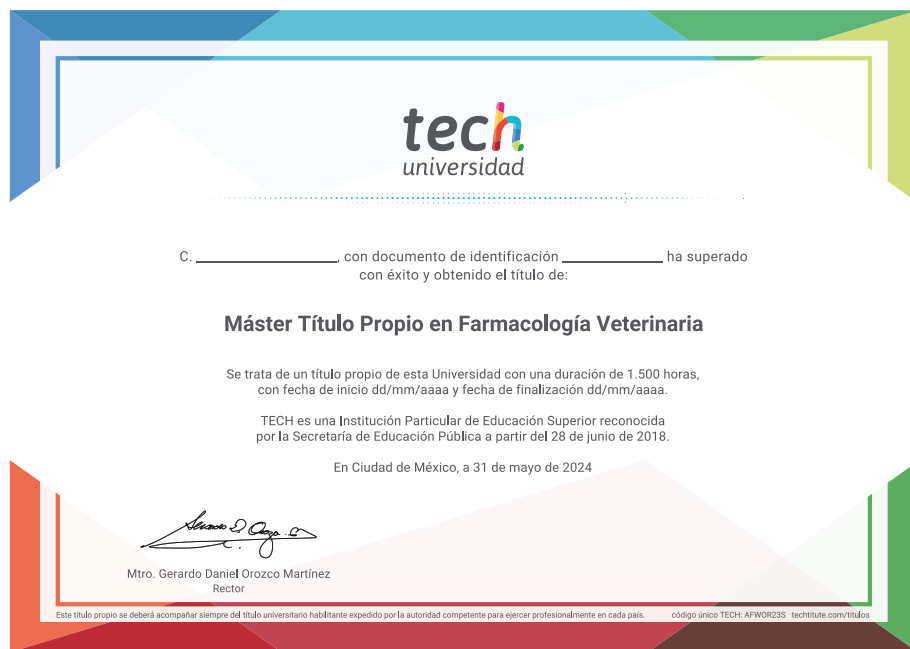 tech
universidad
C. ____________________, con documento de identificación ______________ ha superado
con éxito y obtenido el título de:
Máster Título Propio en Farmacología Veterinaria
Se trata de un título propio de esta Universidad con una duración de 1.500 horas,
con fecha de inicio dd/mm/aaaa y fecha de finalización dd/mm/aaaa.
TECH es una Institución Particular de Educación Superior reconocida
por la Secretaría de Educación Pública a partir del 28 de junio de 2018.
En Ciudad de México, a 31 de mayo de 2024
Mtro. Gerardo Daniel Orozco Martínez
Rector
Este título propio se deberá acompañar siempre del título universitario habilitante expedido por la autoridad competente para ejercer profesionalmente en cada país. código único TECH: AFWOR23S techtitute.com/titulos